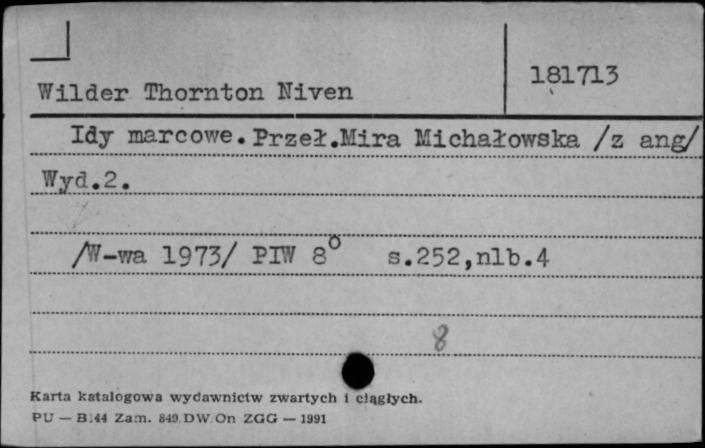 181713
Wilder Thornton Niven
Idy marcowe. Przeł.Mira Michałowska /z ang/
Wyd.2.
/W-wa 1973/ PIW 8° s.252,nlb.4
8
Karta katalogowa wydawnictw zwartych i ciągłych.
PU — B.44 Zam. 849.DW.On ZGG — 1991